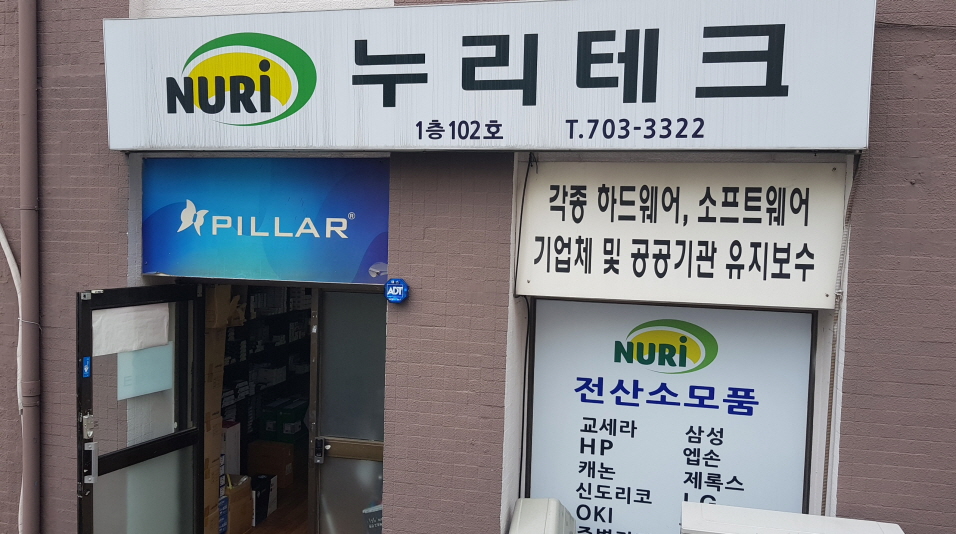 NURI 누리테크
1층102호 T.703-3322
PILLAR®
ADT
각종 하드웨어, 소프트웨어
기업체 및 공공기관 유지보수
NURI
전산소모품
교세라 삼성
HP 엡손
캐논 제록스
신도리코 LG
OKI